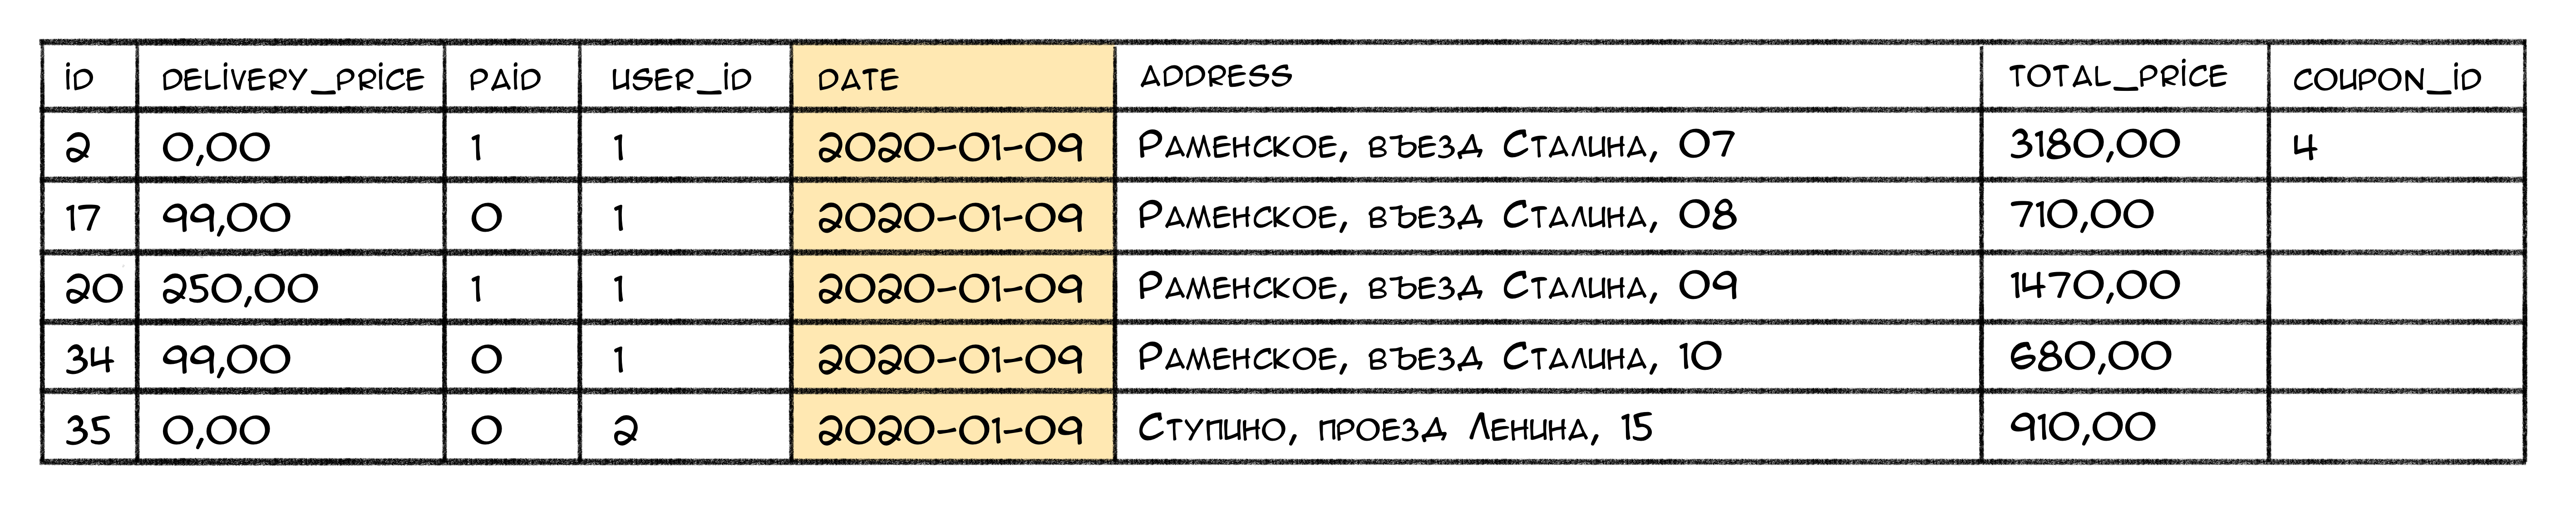 ID DELIVERY_PRICE PAID USER_ID DATE ADDRESS TOTAL_PRICE COUPON_ID
2 0,00 1 1 2020-01-09 Раменское, въезд Сталина, 07 3180,00 4
17 99,00 0 1 2020-01-09 Раменское, въезд Сталина, 08 710,00
20 250,00 1 1 2020-01-09 Раменское, въезд Сталина, 09 1470,00
34 99,00 0 1 2020-01-09 Раменское, въезд Сталина, 10 680,00
35 0,00 0 2 2020-01-09 Ступино, проезд Ленина, 15 910,00